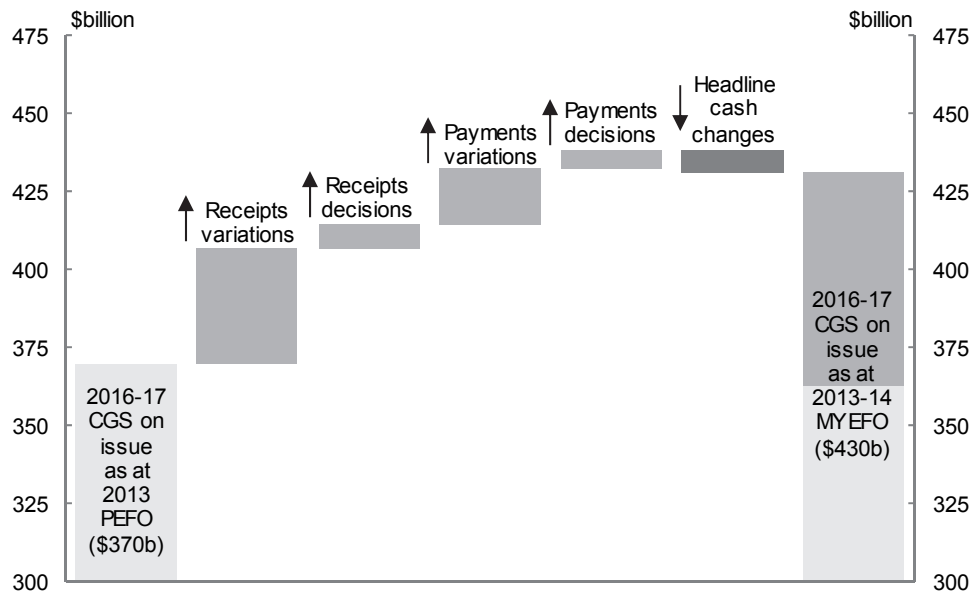 $billion
$billion
475
450
425
400
375
350
325
300
Receipts
variations
Receipts
decisions
Payments
variations
Payments
decisions
Headline
cash
changes
2016-17
CGS on
issue
as at
2013
PEFO
($370b)
2016-17
CGS on
issue
as at
2013-14
MYEFO
($430b)
475
450
425
400
375
350
325
300